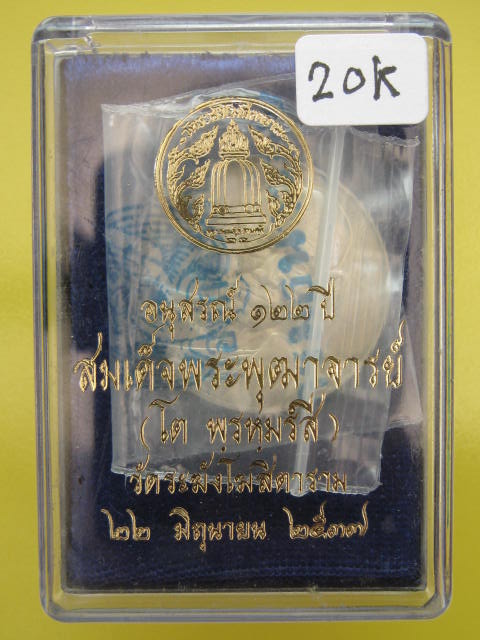 20K
อนุสรณ์ ๑๒๒ ปี
สมเด็จพระพุฒาจารย์
(โต พรหมรํสี)
วัดระฆังโฆสิตาราม
๒๒ มิถุนายน ๒๕๓๗